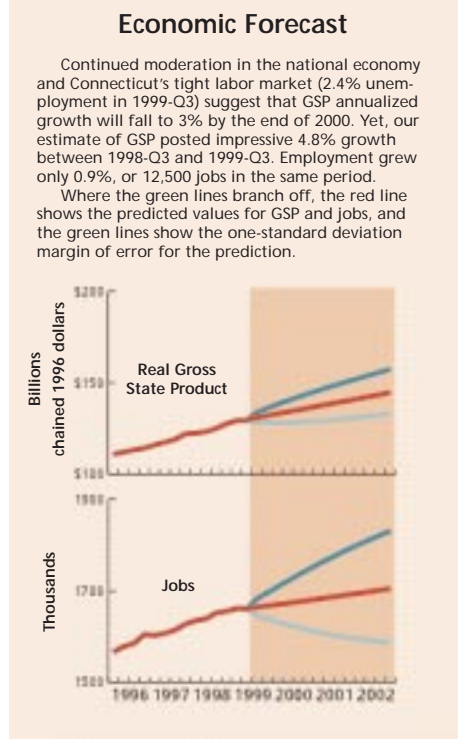 Economic Forecast
Continued moderation in the national economy
and Connecticut's tight labor market (2.4% unem-
ployment in 1999-Q3) suggest that GSP annualized
growth will fall to 3% by the end of 2000. Yet, our
estimate of GSP posted impressive 4.8% growth
between 1998-Q3 and 1999-Q3. Employment grew
only 0.9%, or 12,500 jobs in the same period.
Where the green lines branch off, the red line
shows the predicted values for GSP and jobs, and
the green lines show the one-standard deviation
margin of error for the prediction.
Billions
chained 1996 dollars
$200
$150
$100
Real Gross
State Product
Thousands
1900
1700
1500
Jobs
1996 1997 1998 1999 2000 2001 2002